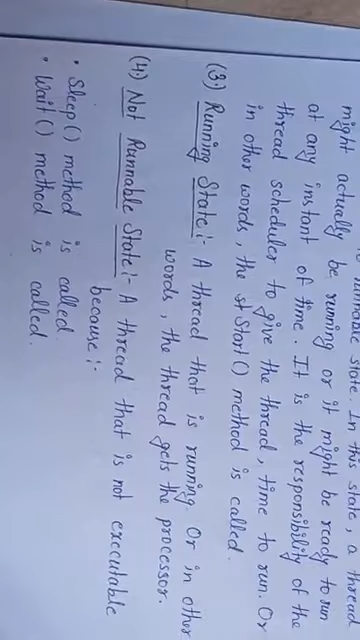 runnable state. In this state, a thread
might actually be running or it might be ready to run
at any instant of time. It is the responsibility of the
thread scheduler to give the thread, time to run. Or
in other words, the st Start() method is called.
(3.) Running State:- A thread that is running Or in other
words, the thread gets the processor.
(4.) Not Runnable State:- A thread that is not executable
because:-
• Sleep() method is called.
• Wait() method is called.